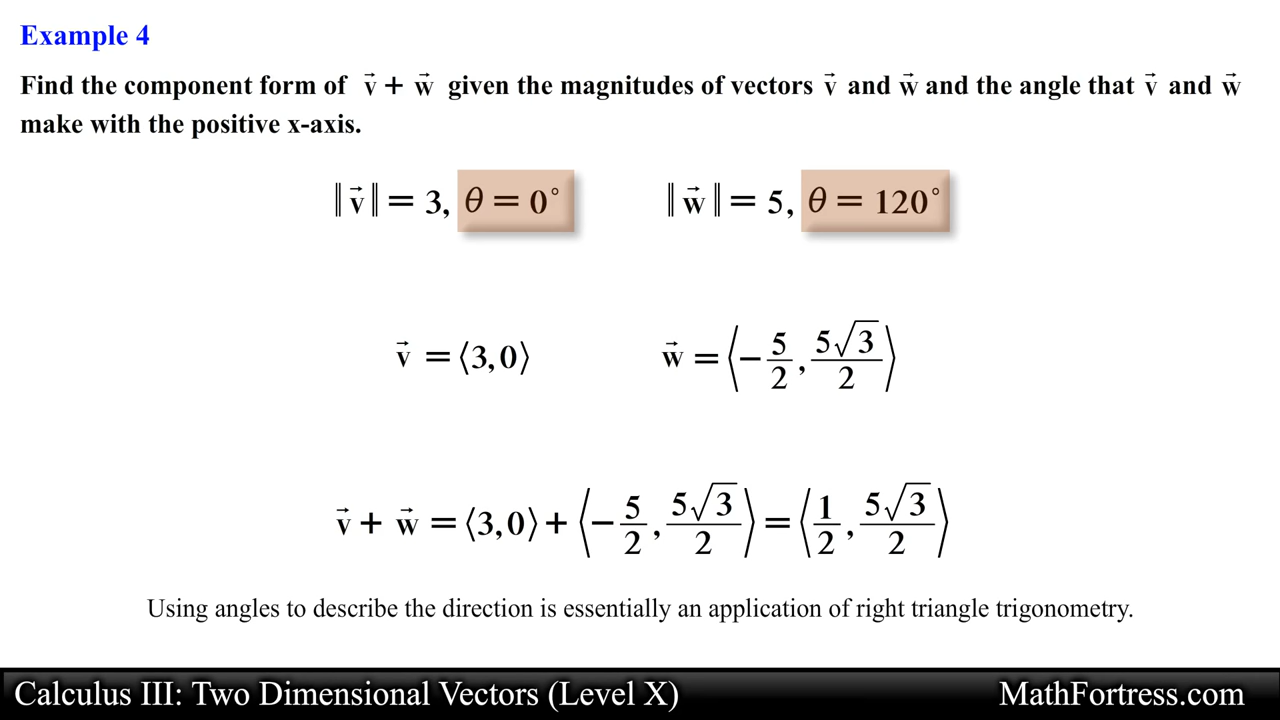 Example 4
Find the component form of v⃗ + w⃗ given the magnitudes of vectors v⃗ and w⃗ and the angle that v⃗ and w⃗
make with the positive x-axis.
‖v⃗‖ = 3, θ = 0° ‖w⃗‖ = 5, θ = 120°
v⃗ = ⟨3, 0⟩ w⃗ = ⟨−5/2, 5√3/2⟩
v⃗ + w⃗ = ⟨3, 0⟩ + ⟨−5/2, 5√3/2⟩ = ⟨1/2, 5√3/2⟩
Using angles to describe the direction is essentially an application of right triangle trigonometry.
Calculus III: Two Dimensional Vectors (Level X) MathFortress.com